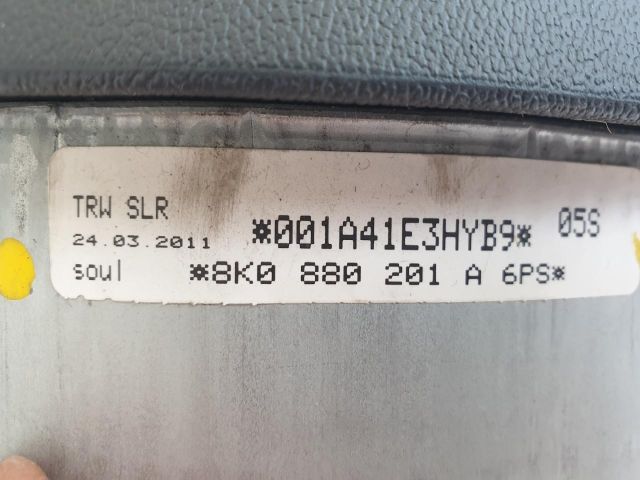 TRW SLR
24.03.2011 *001A41E3HYB9* 05S
soul *8K0 880 201 A 6PS*